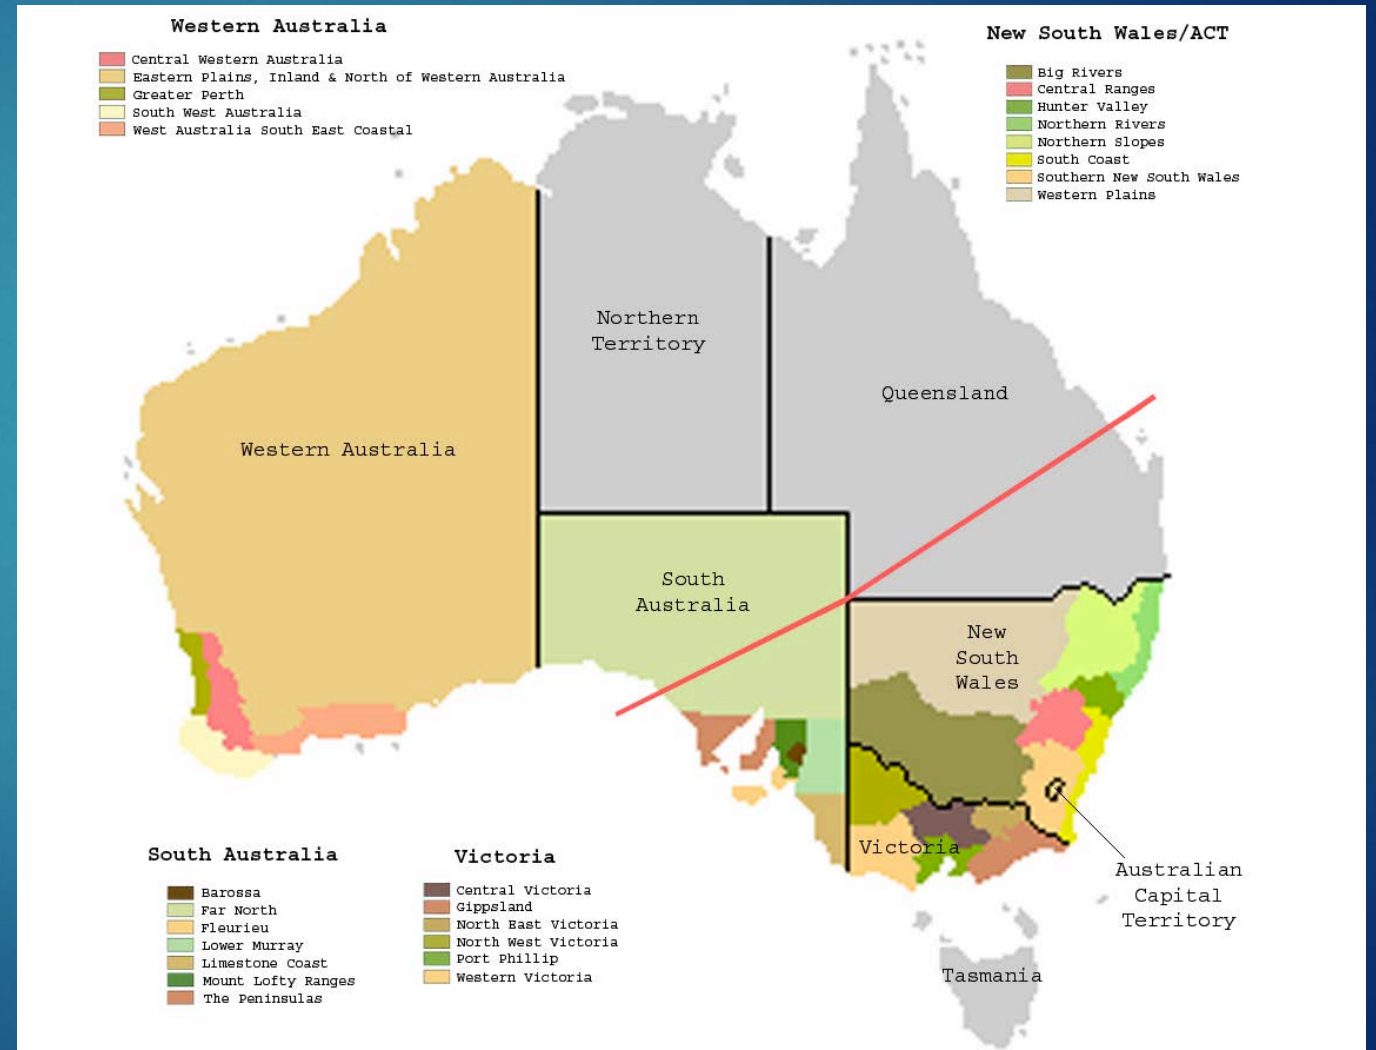 Western Australia
Central Western Australia
Eastern Plains, Inland & North of Western Australia
Greater Perth
South West Australia
West Australia South East Coastal
New South Wales/ACT
Big Rivers
Central Ranges
Hunter Valley
Northern Rivers
Northern Slopes
South Coast
Southern New South Wales
Western Plains
Northern
Territory
Queensland
Western Australia
South
Australia
New
South
Wales
Victoria
Australian
Capital
Territory
Tasmania
South Australia
Barossa
Far North
Fleurieu
Lower Murray
Limestone Coast
Mount Lofty Ranges
The Peninsulas
Victoria
Central Victoria
Gippsland
North East Victoria
North West Victoria
Port Phillip
Western Victoria